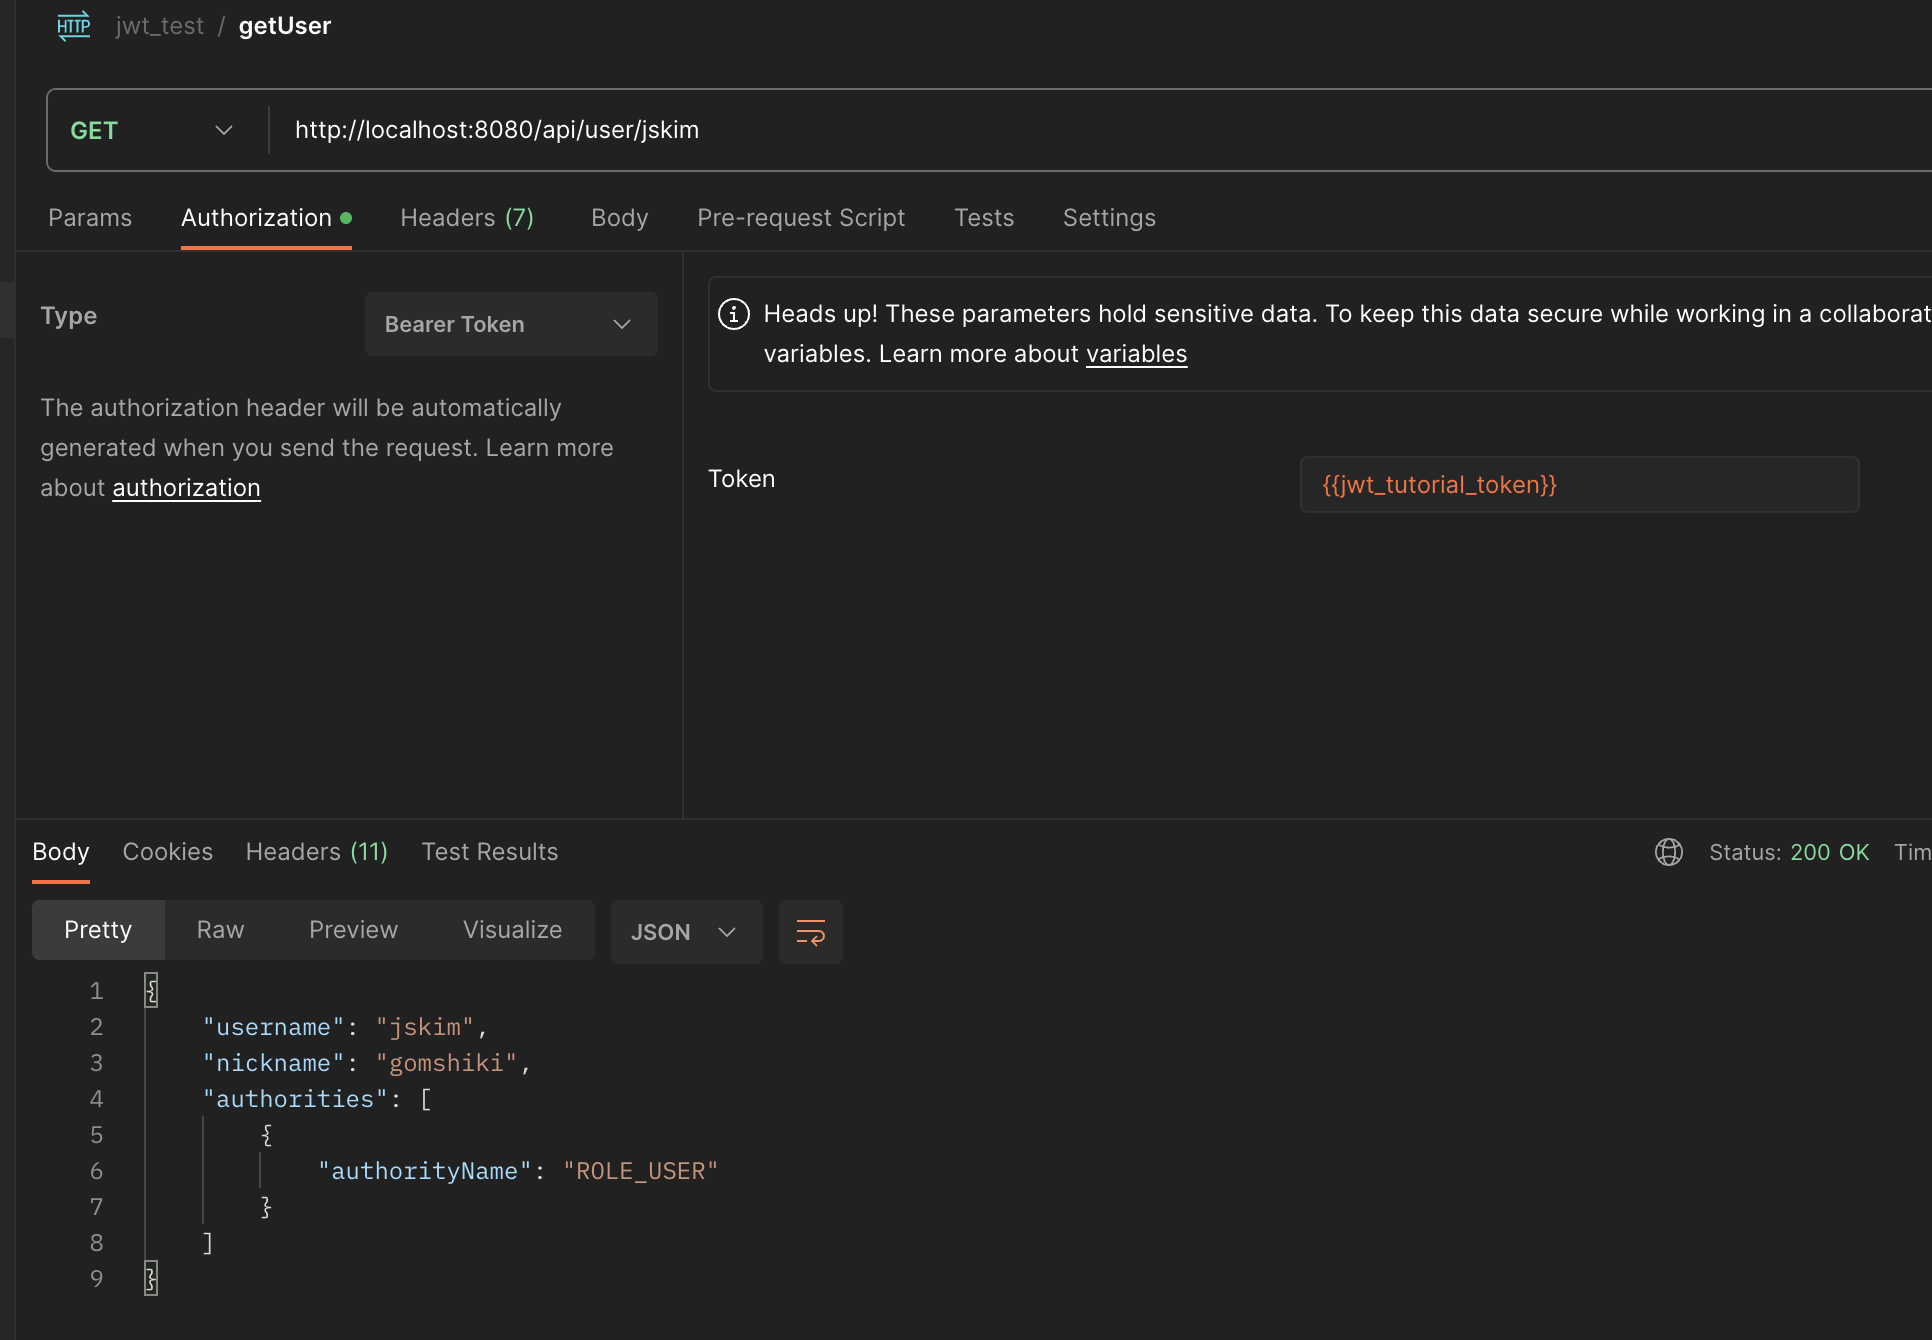 HTTP jwt_test / getUser
GET http://localhost:8080/api/user/jskim
Params Authorization Headers (7) Body Pre-request Script Tests Settings
Type Bearer Token
The authorization header will be automatically
generated when you send the request. Learn more
about authorization
Heads up! These parameters hold sensitive data. To keep this data secure while working in a collaborat
variables. Learn more about variables
Token {{jwt_tutorial_token}}
Body Cookies Headers (11) Test Results Status: 200 OK Tim
Pretty Raw Preview Visualize JSON
1 {
2 "username": "jskim",
3 "nickname": "gomshiki",
4 "authorities": [
5 {
6 "authorityName": "ROLE_USER"
7 }
8 ]
9 }